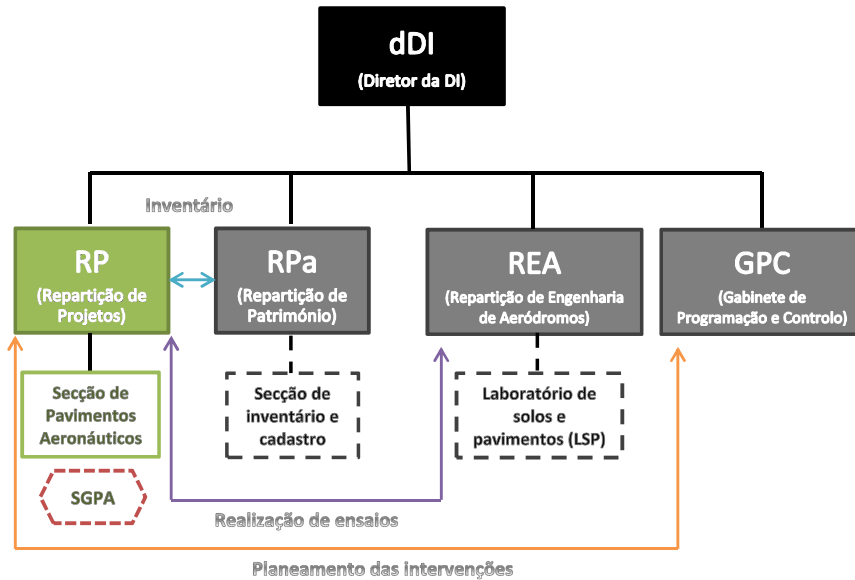 dDI
(Diretor da DI)
Inventário
RP
(Repartição de
Projetos)
RPa
(Repartição de
Património)
REA
(Repartição de Engenharia
de Aeródromos)
GPC
(Gabinete de
Programação e Controlo)
Secção de
Pavimentos
Aeronáuticos
Secção de
inventário e
cadastro
Laboratório de
solos e
pavimentos (LSP)
SGPA
Realização de ensaios
Planeamento das intervenções